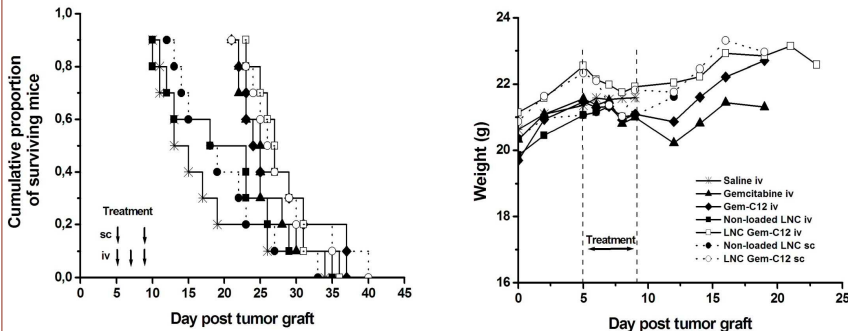 Cumulative proportion
of surviving mice
1,0
0,8
0,6
0,4
0,2
0,0
Treatment
sc
iv
0 5 10 15 20 25 30 35 40 45
Day post tumor graft
Weight (g)
24
22
20
18
16
Treatment
Saline iv
Gemcitabine iv
Gem-C12 iv
Non-loaded LNC iv
LNC Gem-C12 iv
Non-loaded LNC sc
LNC Gem-C12 sc
0 5 10 15 20 25
Day post tumor graft